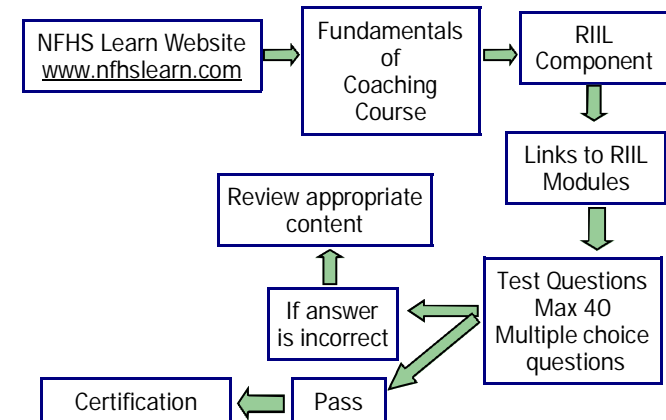 NFHS Learn Website
www.nfhslearn.com
Fundamentals
of
Coaching
Course
RIIL
Component
Links to RIIL
Modules
Test Questions
Max 40
Multiple choice
questions
If answer
is incorrect
Review appropriate
content
Pass
Certification